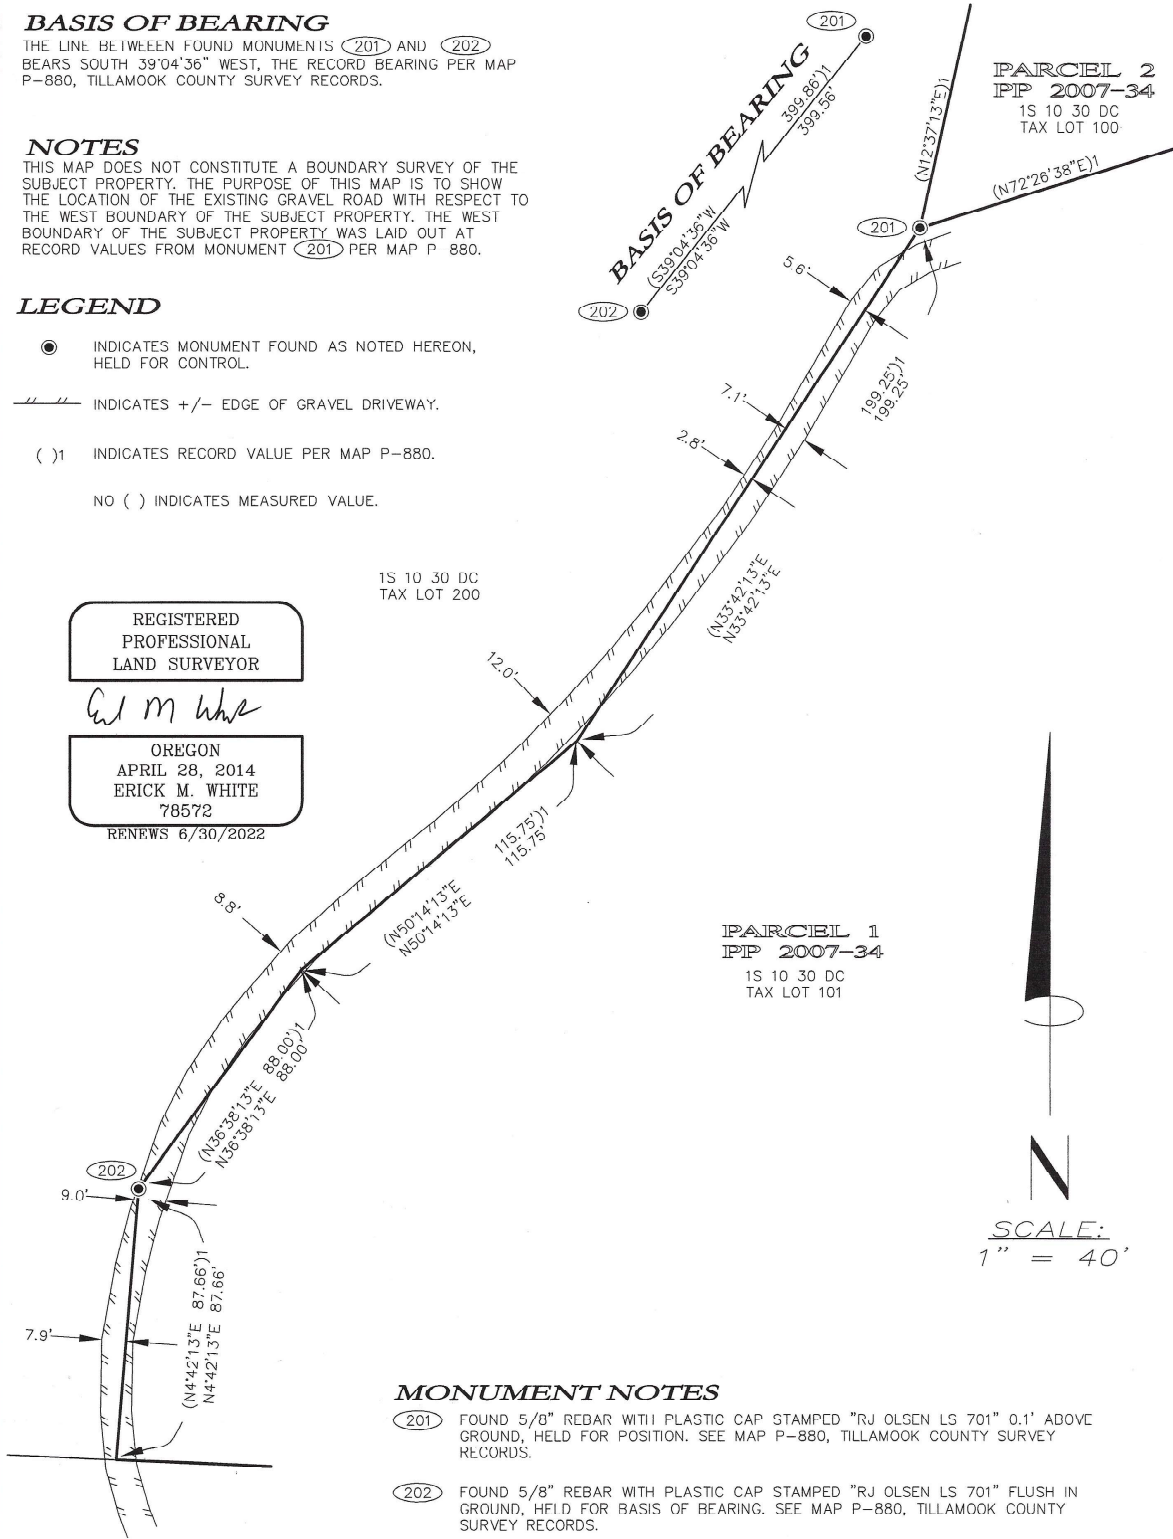 BASIS OF BEARING
THE LINE BETWEEEN FOUND MONUMENTS 201 AND 202
BEARS SOUTH 39°04'36" WEST, THE RECORD BEARING PER MAP
P-880, TILLAMOOK COUNTY SURVEY RECORDS.
NOTES
THIS MAP DOES NOT CONSTITUTE A BOUNDARY SURVEY OF THE
SUBJECT PROPERTY. THE PURPOSE OF THIS MAP IS TO SHOW
THE LOCATION OF THE EXISTING GRAVEL ROAD WITH RESPECT TO
THE WEST BOUNDARY OF THE SUBJECT PROPERTY. THE WEST
BOUNDARY OF THE SUBJECT PROPERTY WAS LAID OUT AT
RECORD VALUES FROM MONUMENT 201 PER MAP P 880.
LEGEND
INDICATES MONUMENT FOUND AS NOTED HEREON,
HELD FOR CONTROL.
INDICATES +/- EDGE OF GRAVEL DRIVEWAY.
( )1 INDICATES RECORD VALUE PER MAP P-880.
NO ( ) INDICATES MEASURED VALUE.
201
BASIS OF BEARING
399.86')1
399.56'
(S39°04'36"W
S39°04'36"W
202
PARCEL 2
PP 2007-34
1S 10 30 DC
TAX LOT 100
(N12°37'13"E)1
(N72°26'38"E)1
201
5.6'
199.25')1
199.25'
7.1'
2.8'
(N33°42'13"E
N33°42'13"E
1S 10 30 DC
TAX LOT 200
REGISTERED
PROFESSIONAL
LAND SURVEYOR
OREGON
APRIL 28, 2014
ERICK M. WHITE
78572
RENEWS 6/30/2022
12.0'
115.75')1
115.75'
(N50°14'13"E
N50°14'13"E
8.8'
PARCEL 1
PP 2007-34
1S 10 30 DC
TAX LOT 101
(N36°38'13"E 88.00')1
N36°38'13"E 88.00'
202
9.0'
(N4°42'13"E 87.66')1
N4°42'13"E 87.66'
7.9'
N
SCALE:
1" = 40'
MONUMENT NOTES
201 FOUND 5/8" REBAR WITH PLASTIC CAP STAMPED "RJ OLSEN LS 701" 0.1' ABOVE
GROUND, HELD FOR POSITION. SEE MAP P-880, TILLAMOOK COUNTY SURVEY
RECORDS.
202 FOUND 5/8" REBAR WITH PLASTIC CAP STAMPED "RJ OLSEN LS 701" FLUSH IN
GROUND, HELD FOR BASIS OF BEARING. SEE MAP P-880, TILLAMOOK COUNTY
SURVEY RECORDS.